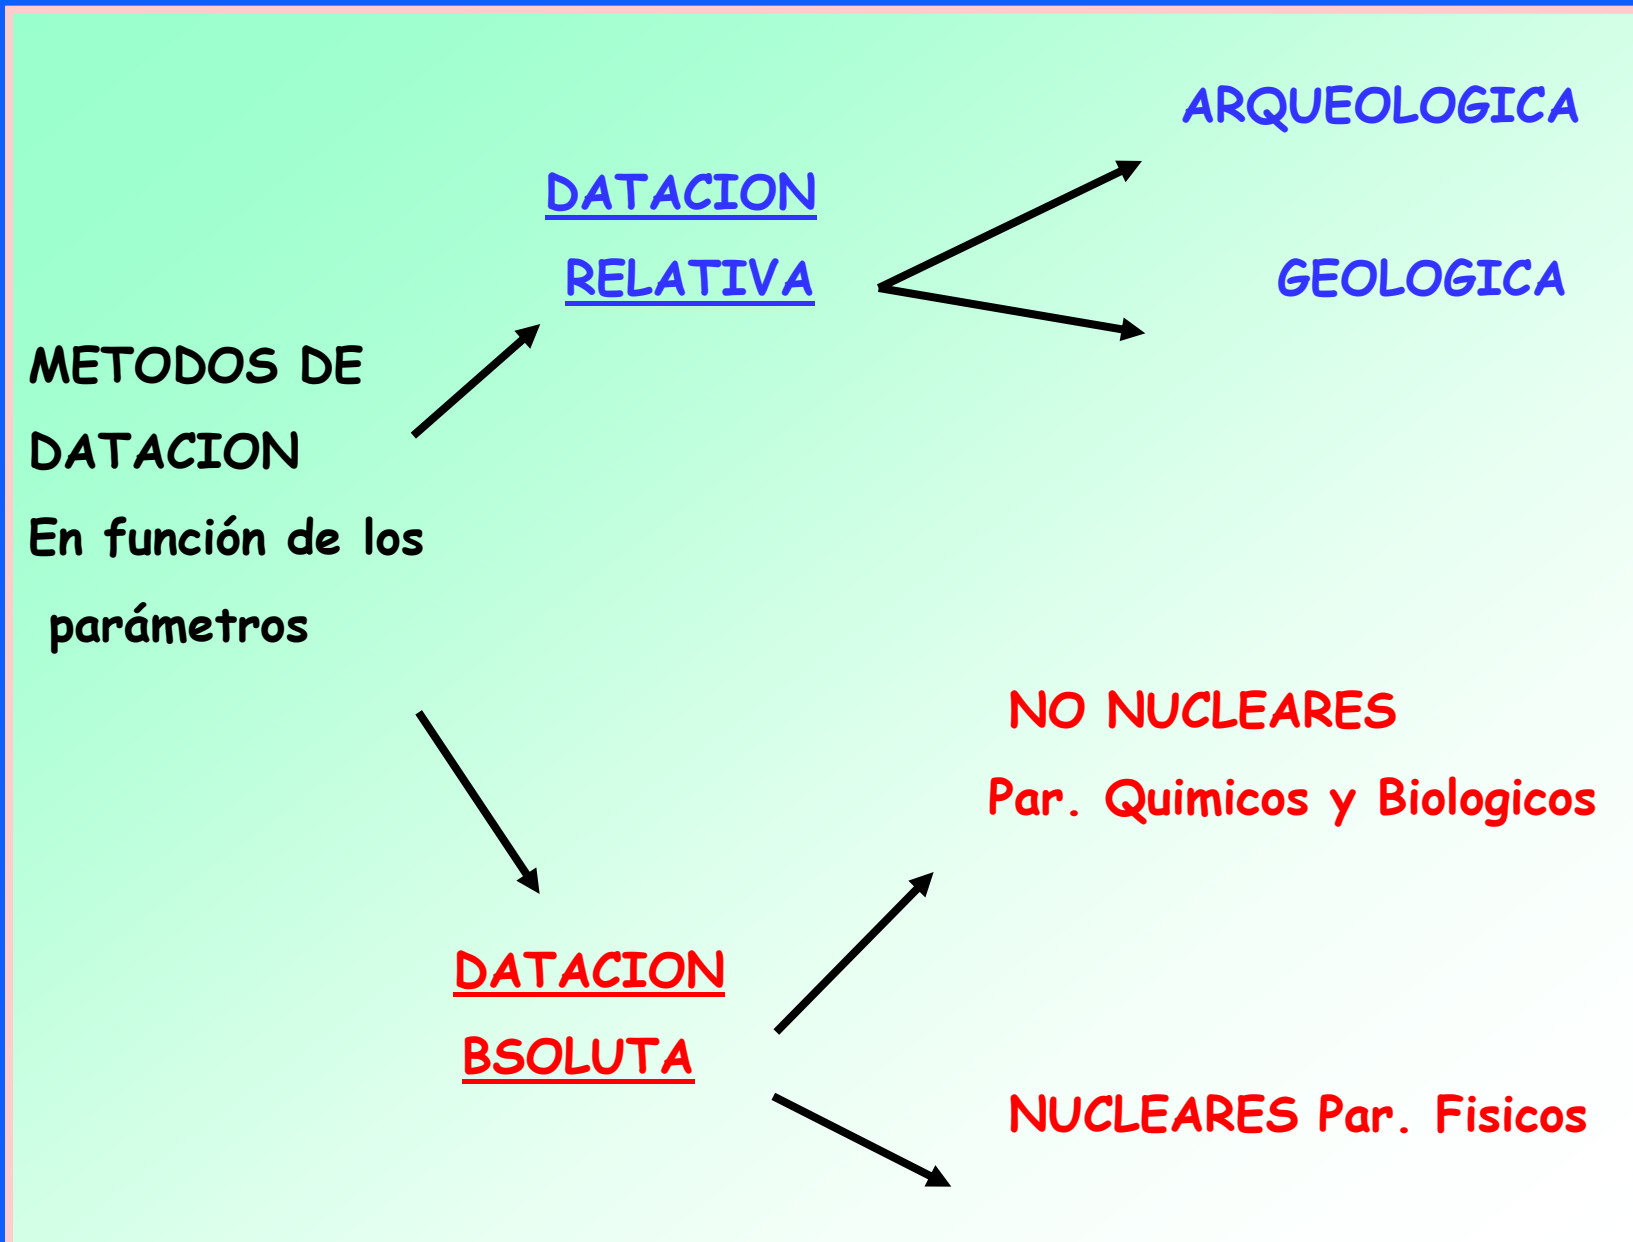 METODOS DE
DATACION
En función de los
parámetros
DATACION
RELATIVA
ARQUEOLOGICA
GEOLOGICA
DATACION
BSOLUTA
NO NUCLEARES
Par. Quimicos y Biologicos
NUCLEARES Par. Fisicos